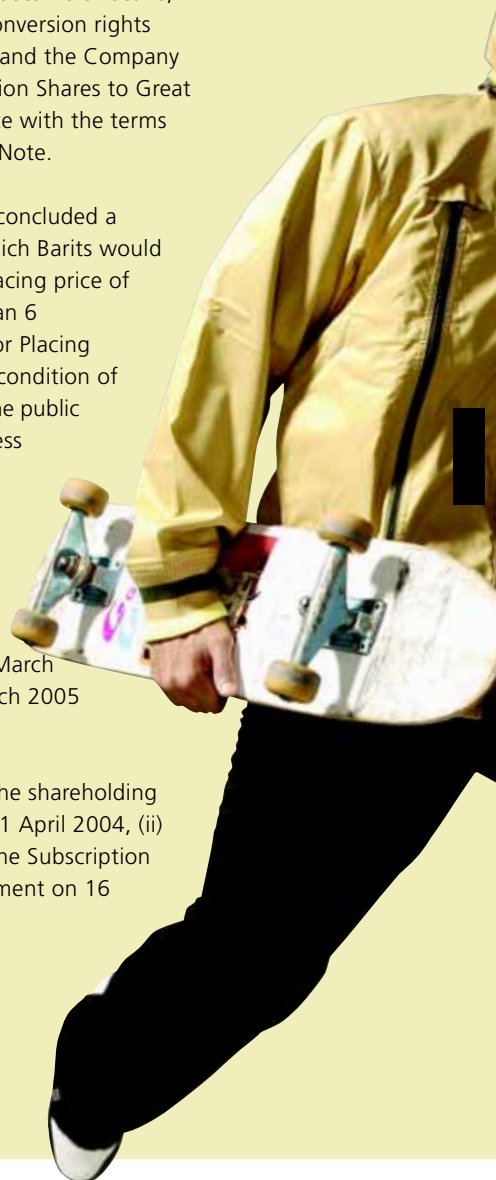 onversion rights
and the Company
ion Shares to Great
e with the terms
Note.
concluded a
ich Barits would
acing price of
an 6
or Placing
condition of
ne public
ess
March
ch 2005
he shareholding
1 April 2004, (ii)
he Subscription
ment on 16